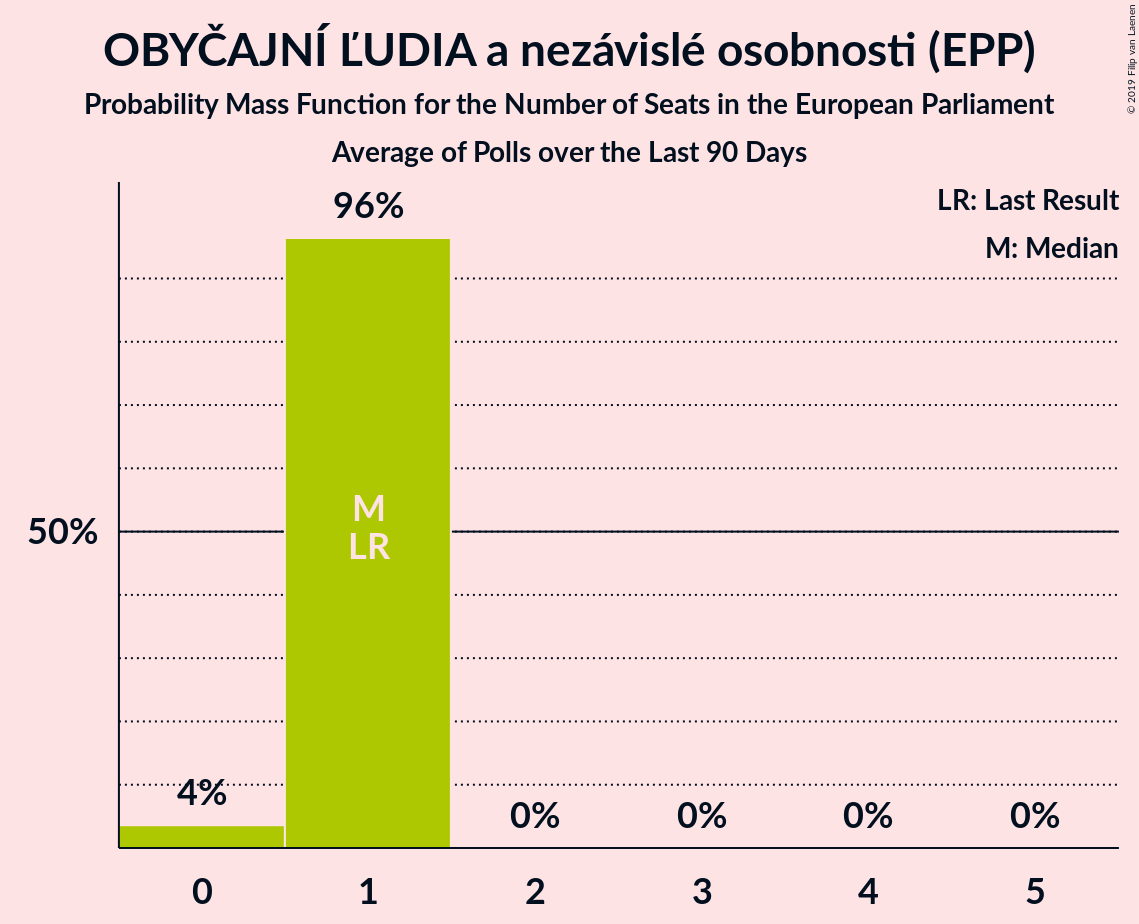 OBYČAJNÍ ĽUDIA a nezávislé osobnosti (EPP)
Probability Mass Function for the Number of Seats in the European Parliament
Average of Polls over the Last 90 Days
© 2019 Filip van Laenen
LR: Last Result
M: Median
96%
M
LR
50%
4%
0%
0%
0%
0%
0
1
2
3
4
5